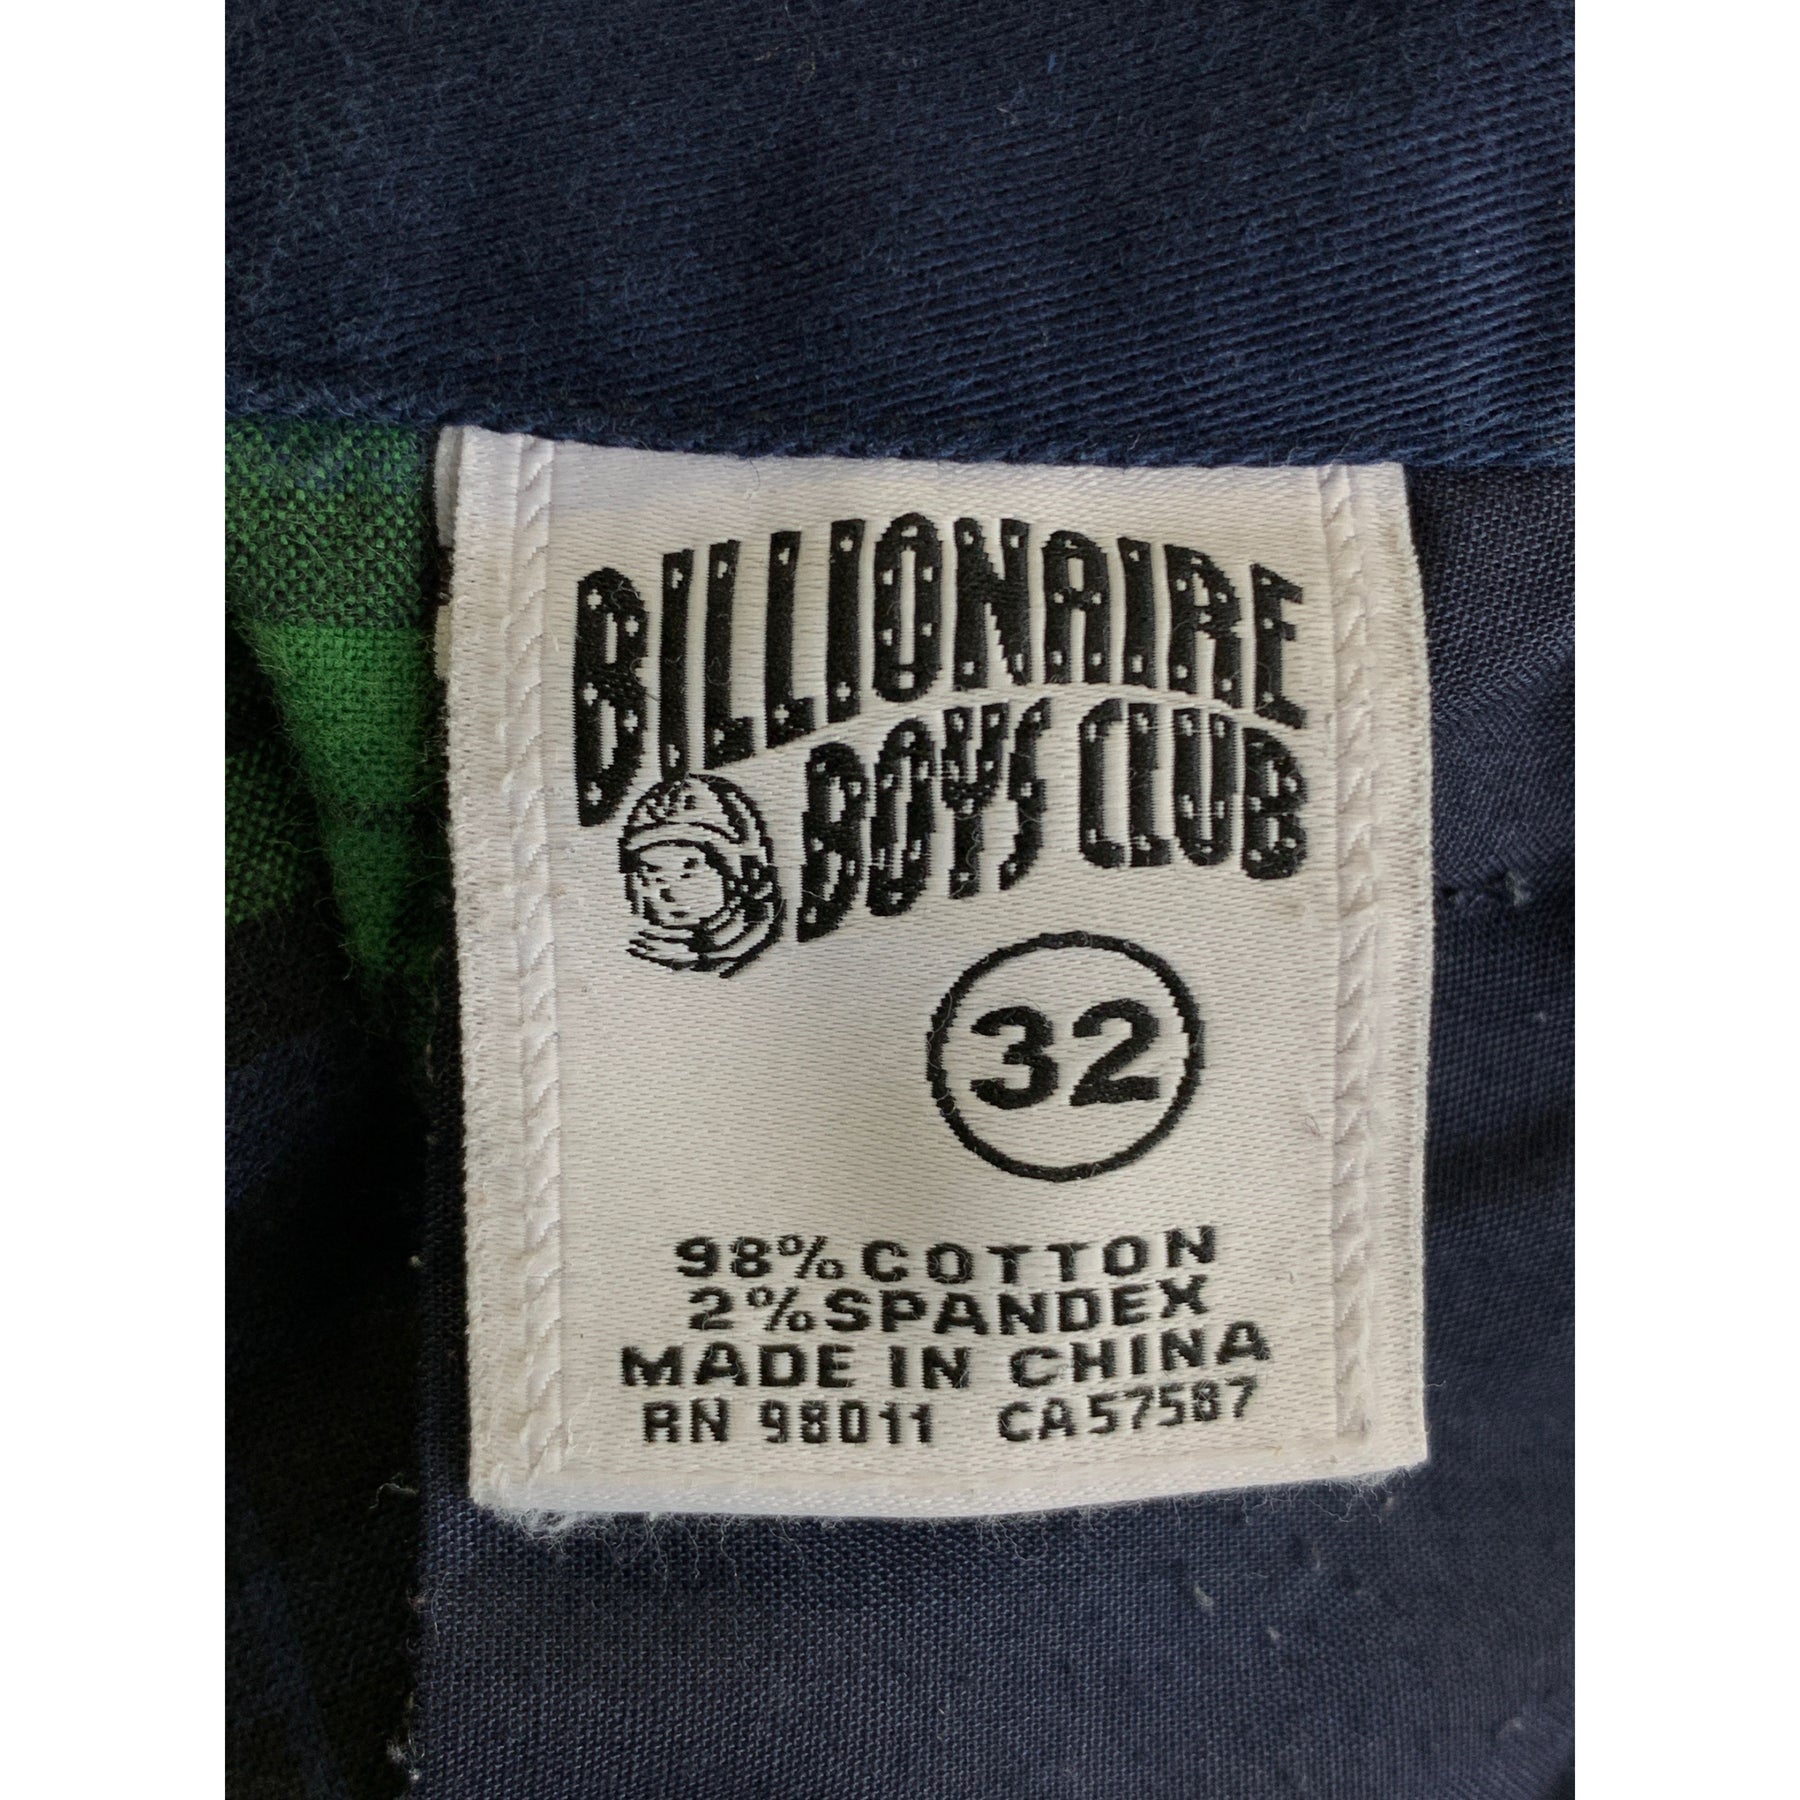 BILLIONAIRE
BOYS CLUB
32
98% COTTON
2% SPANDEX
MADE IN CHINA
RN 98011 CA57587